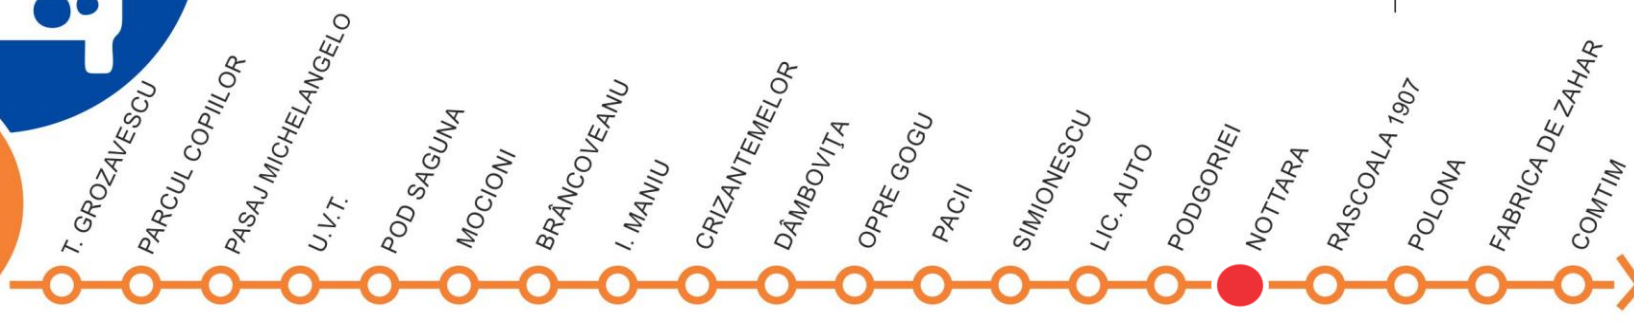 T. GROZAVESCU
PARCUL COPIILOR
PASAJ MICHELANGELO
U.V.T.
POD SAGUNA
MOCIONI
BRÂNCOVEANU
I. MANIU
CRIZANTEMELOR
DÂMBOVIŢA
OPRE GOGU
PACII
SIMIONESCU
LIC. AUTO
PODGORIEI
NOTTARA
RASCOALA 1907
POLONA
FABRICA DE ZAHAR
COMTIM